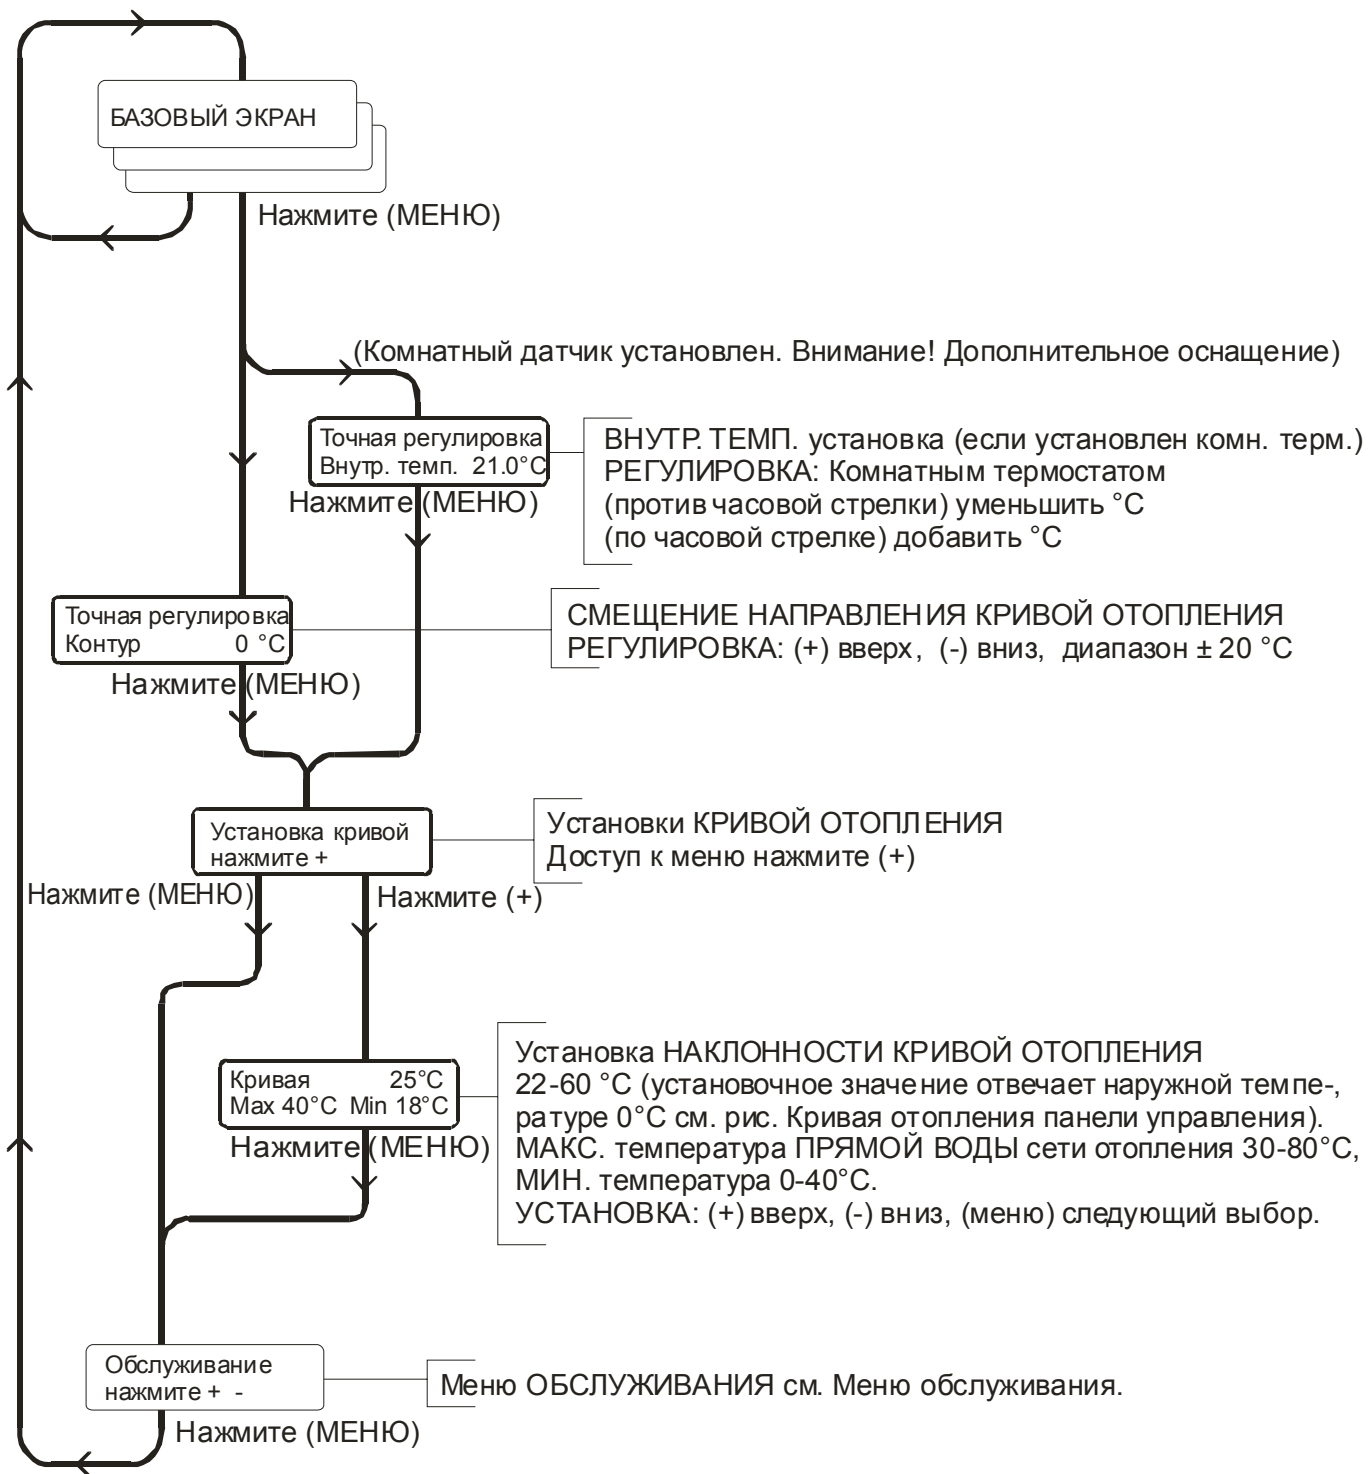 БАЗОВЫЙ ЭКРАН
Нажмите (МЕНЮ)
(Комнатный датчик установлен. Внимание! Дополнительное оснащение)
Точная регулировка
Внутр. темп. 21.0°C
ВНУТР. ТЕМП. установка (если установлен комн. терм.)
РЕГУЛИРОВКА: Комнатным термостатом
(против часовой стрелки) уменьшить °C
(по часовой стрелке) добавить °C
Нажмите (МЕНЮ)
Точная регулировка
Контур 0 °C
СМЕЩЕНИЕ НАПРАВЛЕНИЯ КРИВОЙ ОТОПЛЕНИЯ
РЕГУЛИРОВКА: (+) вверх, (-) вниз, диапазон ± 20 °C
Нажмите (МЕНЮ)
Установка кривой
нажмите +
Установки КРИВОЙ ОТОПЛЕНИЯ
Доступ к меню нажмите (+)
Нажмите (МЕНЮ)
Нажмите (+)
Кривая 25°C
Max 40°C Min 18°C
Установка НАКЛОННОСТИ КРИВОЙ ОТОПЛЕНИЯ
22-60 °C (установочное значение отвечает наружной темпе-,
ратуре 0°C см. рис. Кривая отопления панели управления).
МАКС. температура ПРЯМОЙ ВОДЫ сети отопления 30-80°C,
МИН. температура 0-40°C.
УСТАНОВКА: (+) вверх, (-) вниз, (меню) следующий выбор.
Нажмите (МЕНЮ)
Обслуживание
нажмите + -
Меню ОБСЛУЖИВАНИЯ см. Меню обслуживания.
Нажмите (МЕНЮ)